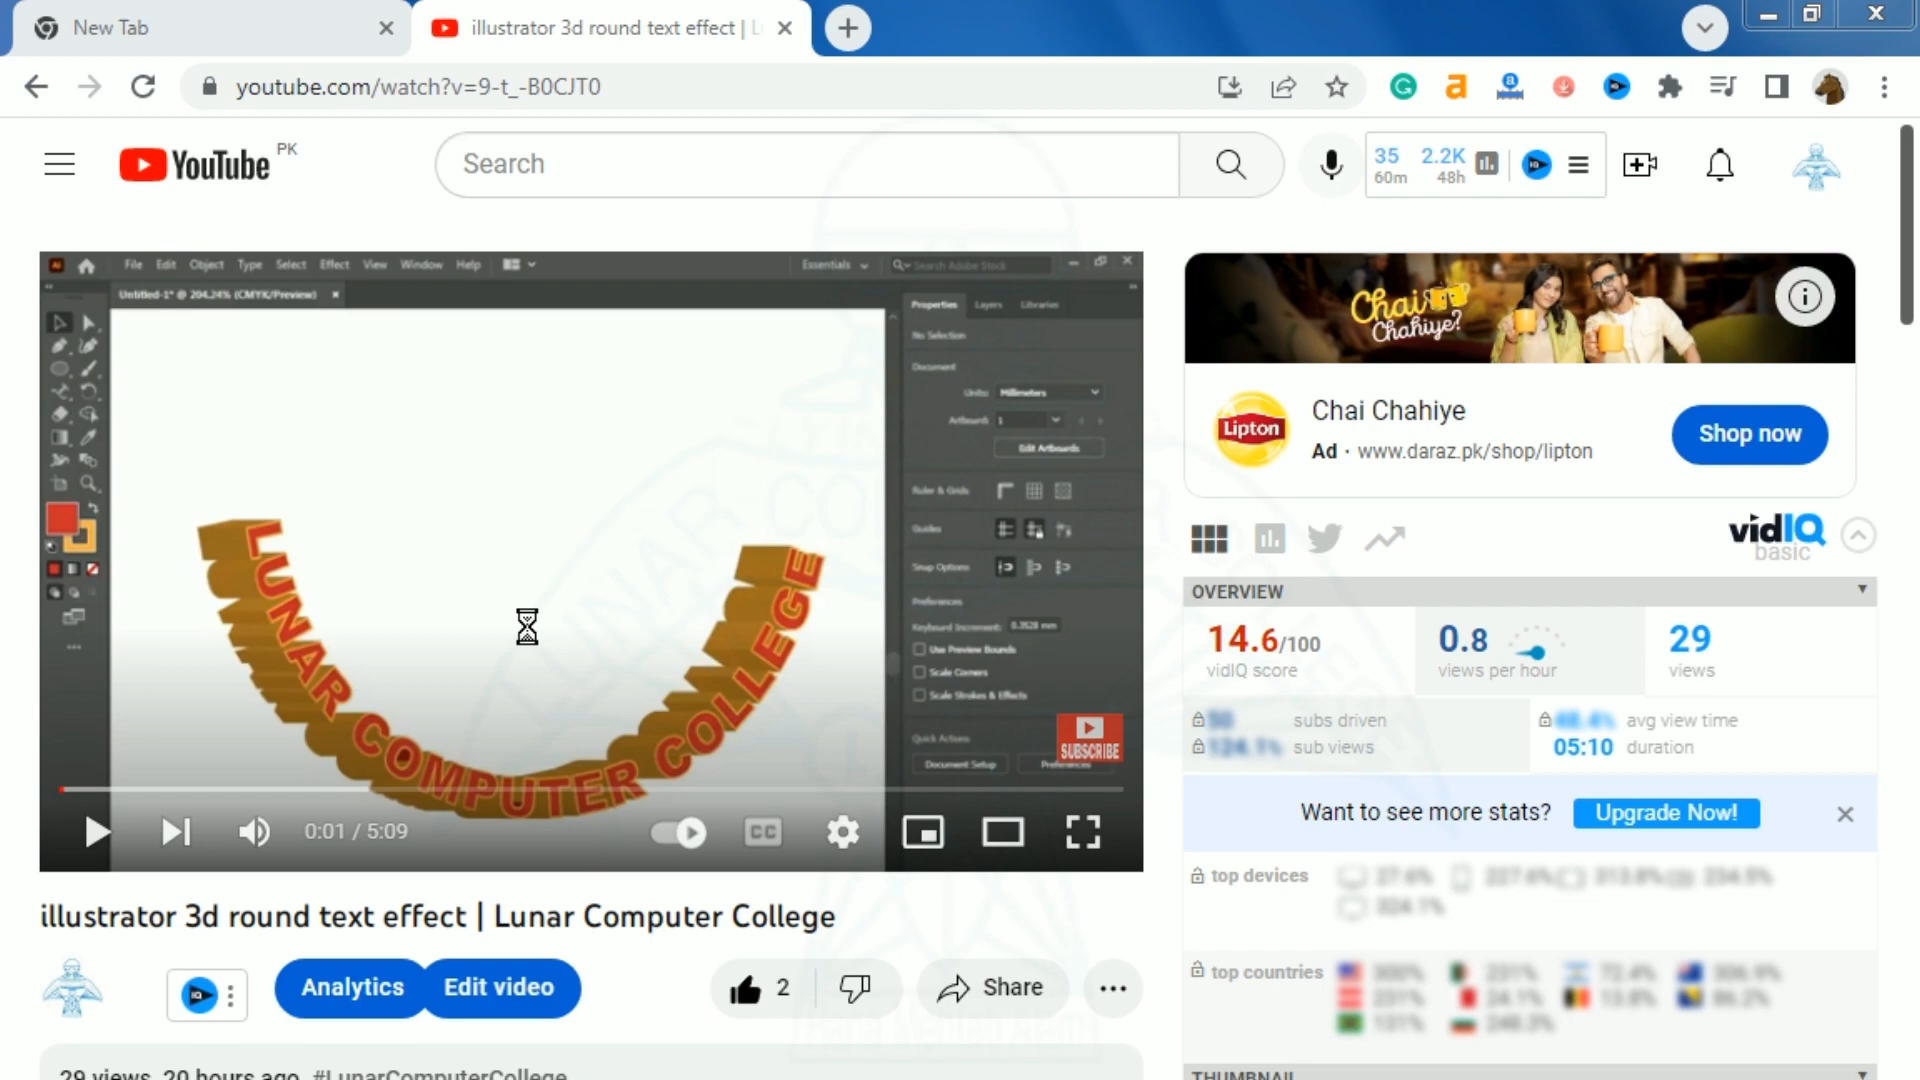 New Tab
illustrator 3d round text effect |
youtube.com/watch?v=9-t_-B0CJT0
YouTube PK
Search
35 2.2K
60m 48h
File Edit Object Type Select Effect View Window Help
Essentials
Search Adobe Stock
Untitled-1* @ 204.24% (CMYK/Preview)
Properties Layers Libraries
No Selection
Document
Units: Millimeters
Artboard: 1
Edit Artboards
Ruler & Grids
Guides
Snap Options
Preferences
Keyboard Increment: 0.3528 mm
Use Preview Bounds
Scale Corners
Scale Strokes & Effects
Quick Actions
Document Setup
Preferences
LUNAR COMPUTER COLLEGE
SUBSCRIBE
0:01 / 5:09
CC
illustrator 3d round text effect | Lunar Computer College
Analytics
Edit video
2
Share
29 views 20 hours ago #LunarComputerCollege
Chai Chahiye?
Lipton
Chai Chahiye
Ad · www.daraz.pk/shop/lipton
Shop now
vidIQ
basic
OVERVIEW
14.6/100
vidIQ score
0.8
views per hour
29
views
subs driven
sub views
avg view time
05:10 duration
Want to see more stats?
Upgrade Now!
top devices
top countries
THUMBNAIL